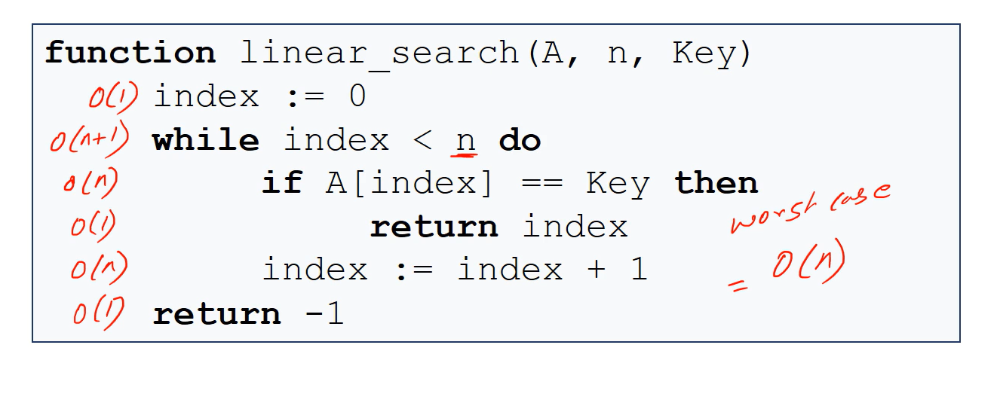 function linear_search(A, n, Key)
O(1) index := 0
O(n+1) while index < n do
O(n) if A[index] == Key then
O(1) return index
worst case
O(n) index := index + 1
= O(n)
O(1) return -1